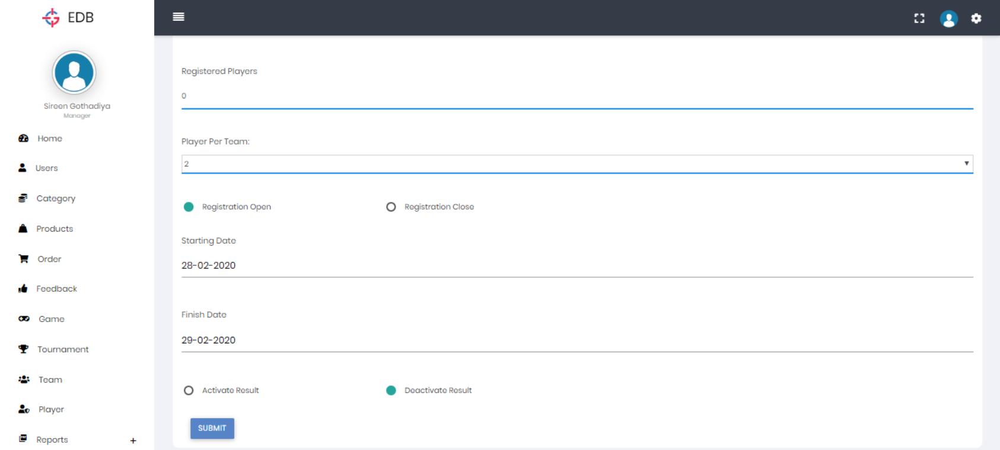 EDB
Sireen Gothadiya
Manager
Home
Users
Category
Products
Order
Feedback
Game
Tournament
Team
Player
Reports +
Registered Players
0
Player Per Team:
2
Registration Open Registration Close
Starting Date
28-02-2020
Finish Date
29-02-2020
Activate Result Deactivate Result
SUBMIT